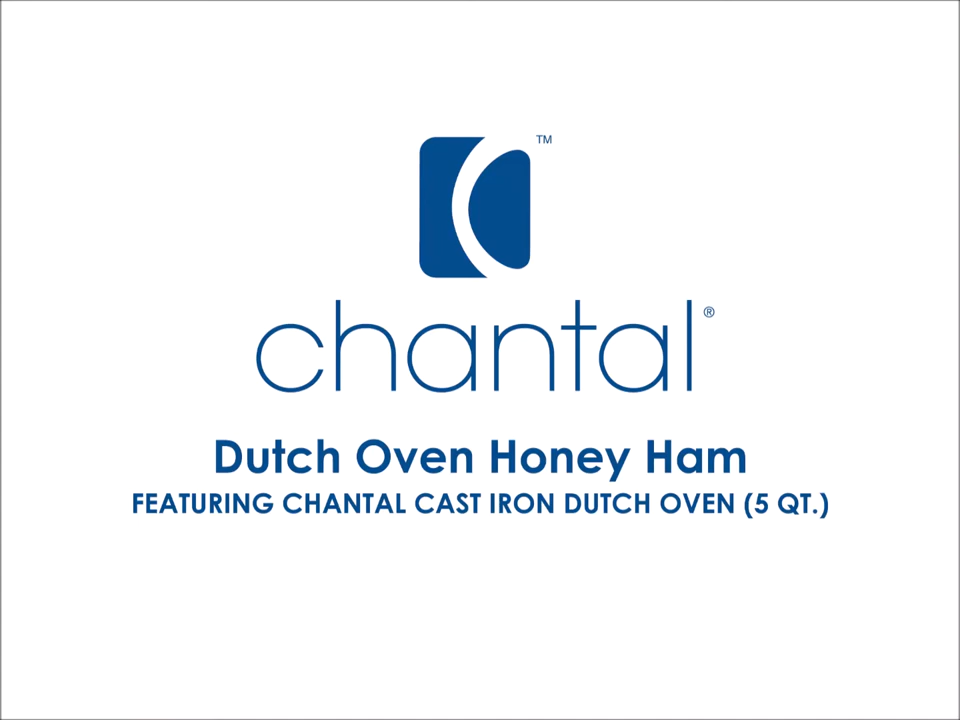 ™
chantal®
Dutch Oven Honey Ham
FEATURING CHANTAL CAST IRON DUTCH OVEN (5 QT.)